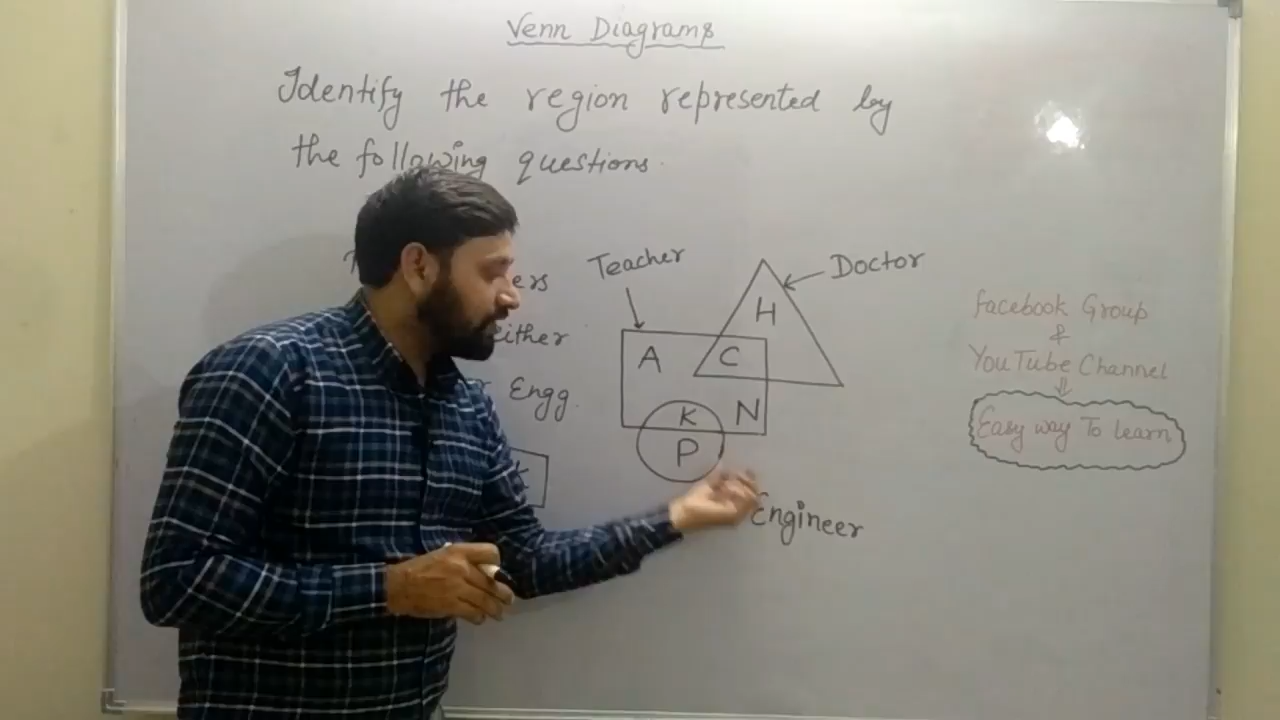 Venn Diagrams
Identify the region represented by
the following questions.
ers
either
Engg.
Teacher
Doctor
H
A
C
K
N
P
Engineer
Facebook Group
&
YouTube Channel
Easy way To learn